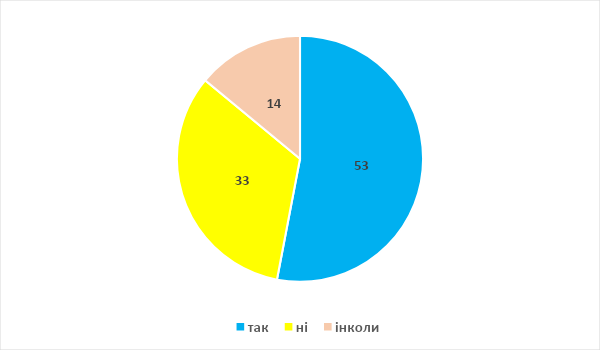 14
53
33
так ні інколи